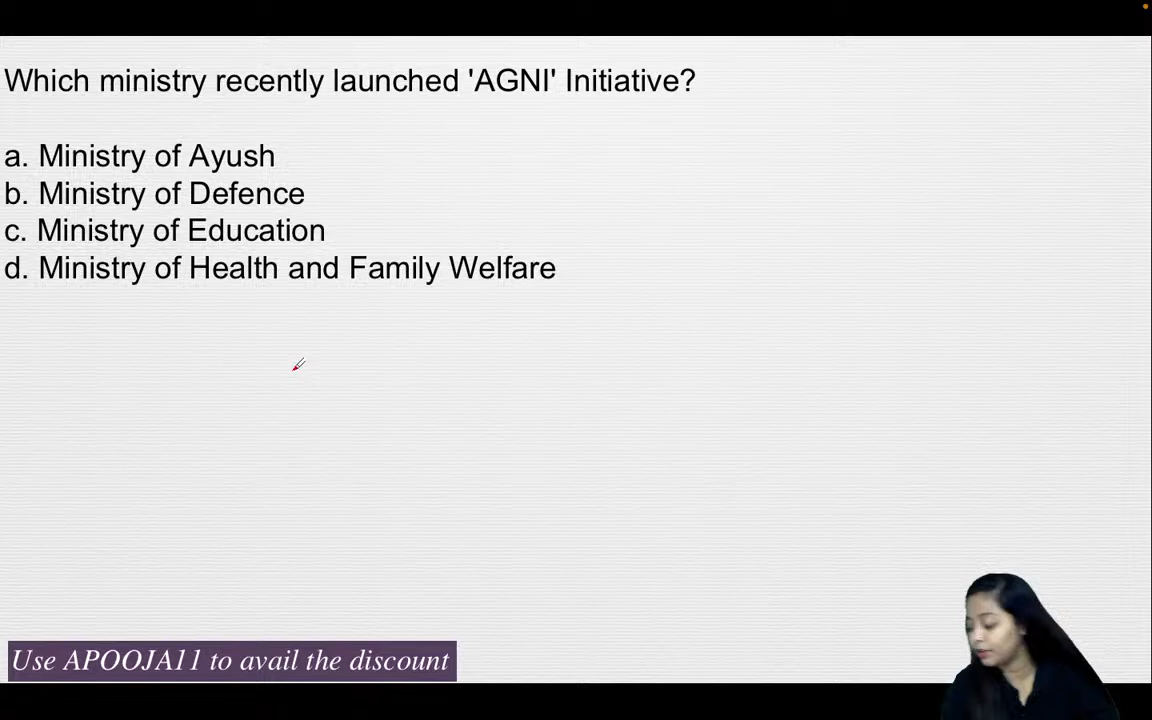 Which ministry recently launched 'AGNI' Initiative?
a. Ministry of Ayush
b. Ministry of Defence
c. Ministry of Education
d. Ministry of Health and Family Welfare
Use APOOJA11 to avail the discount